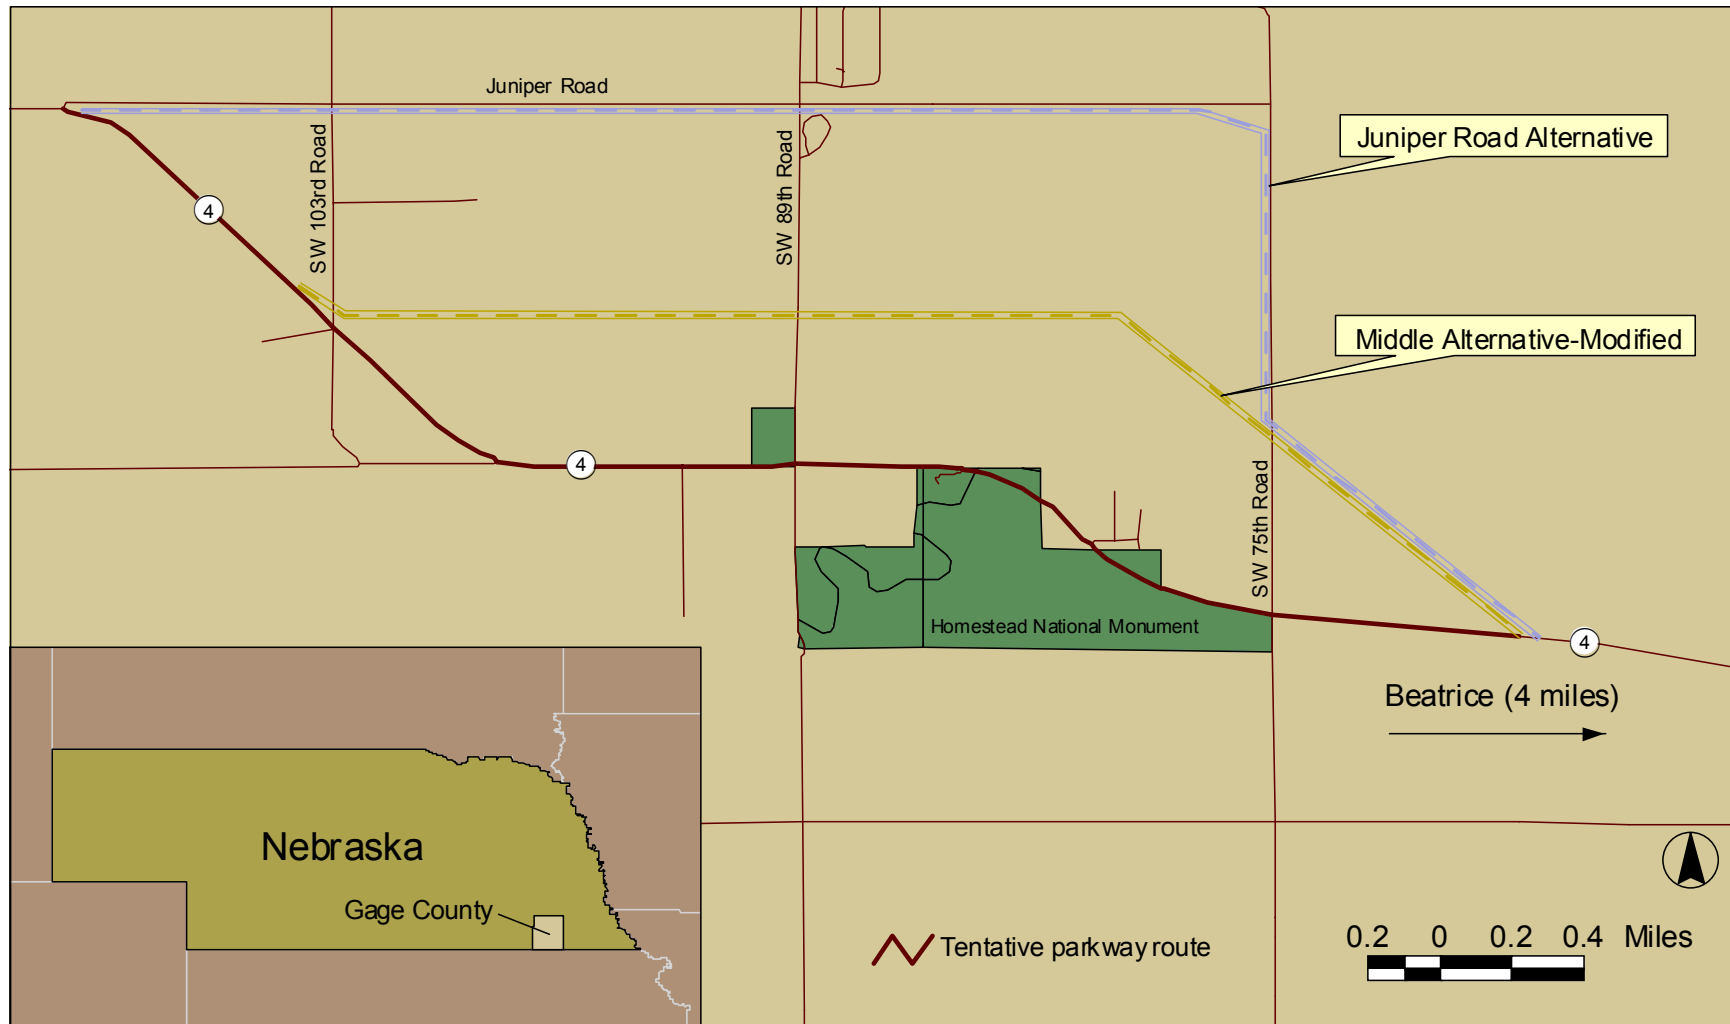 Juniper Road
Juniper Road Alternative
SW 103rd Road
SW 89th Road
4
Middle Alternative-Modified
4
SW 75th Road
Homestead National Monument
4
Beatrice (4 miles)
Nebraska
Gage County
Tentative parkway route
0.2 0 0.2 0.4 Miles